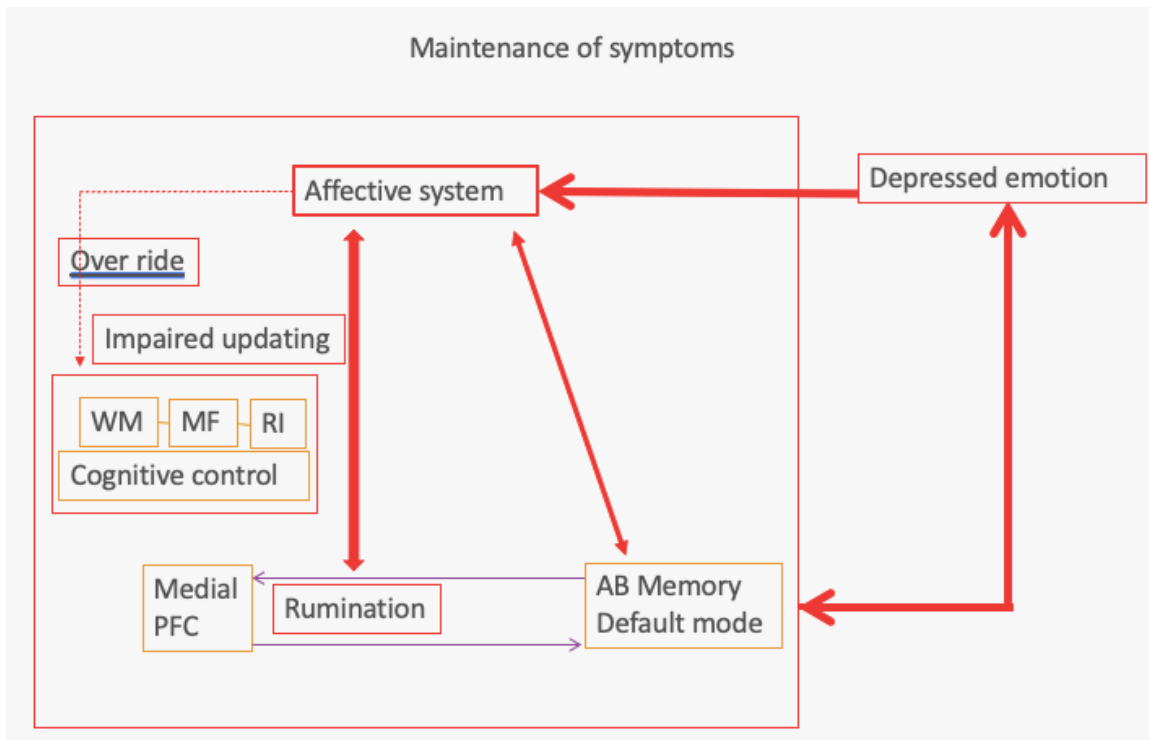 Maintenance of symptoms
Affective system
Depressed emotion
Over ride
Impaired updating
WM
MF
RI
Cognitive control
Medial
PFC
Rumination
AB Memory
Default mode